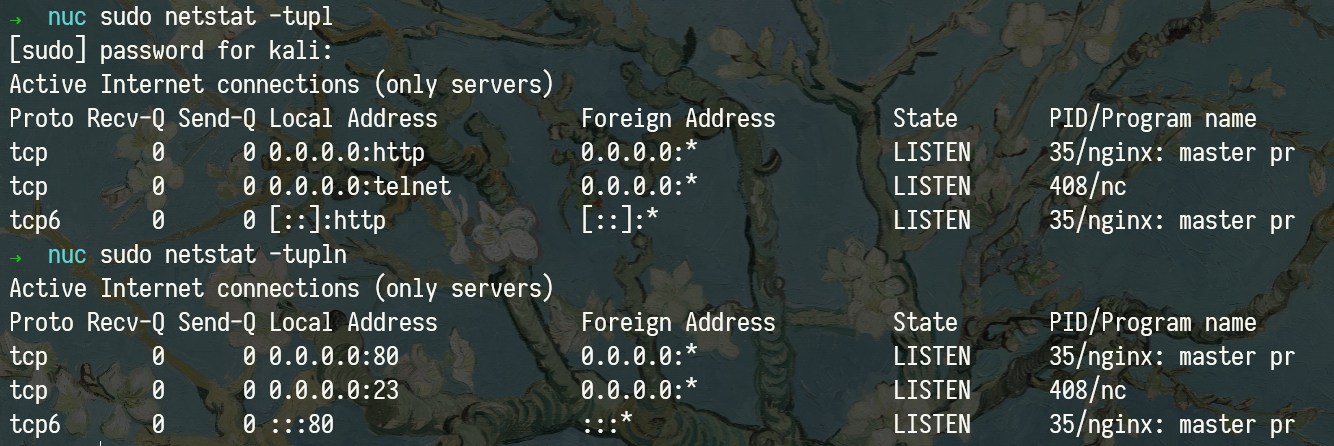 →  nuc sudo netstat -tupl
[sudo] password for kali:
Active Internet connections (only servers)
Proto Recv-Q Send-Q Local Address           Foreign Address         State       PID/Program name
tcp        0      0 0.0.0.0:http            0.0.0.0:*               LISTEN      35/nginx: master pr
tcp        0      0 0.0.0.0:telnet          0.0.0.0:*               LISTEN      408/nc
tcp6       0      0 [::]:http               [::]:*                  LISTEN      35/nginx: master pr
→  nuc sudo netstat -tupln
Active Internet connections (only servers)
Proto Recv-Q Send-Q Local Address           Foreign Address         State       PID/Program name
tcp        0      0 0.0.0.0:80              0.0.0.0:*               LISTEN      35/nginx: master pr
tcp        0      0 0.0.0.0:23              0.0.0.0:*               LISTEN      408/nc
tcp6       0      0 :::80                   :::*                    LISTEN      35/nginx: master pr